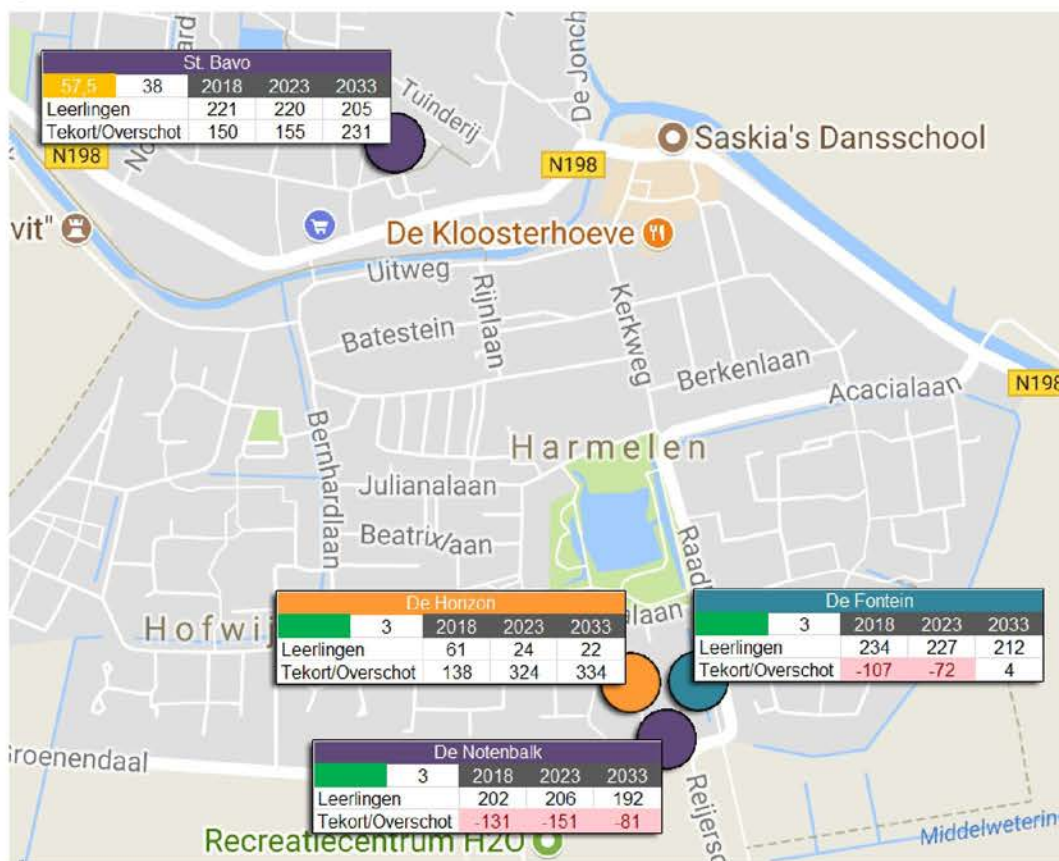 St. Bavo
57,5 38 2018 2023 2033
Leerlingen 221 220 205
Tekort/Overschot 150 155 231
Tuinderij
De Jonch
N198
N198
Saskia's Dansschool
vit"
De Kloosterhoeve
Uitweg
Rijnlaan
Kerkweg
Batestein
Berkenlaan
Acacialaan
N198
Bernhardlaan
Harmelen
Julianalaan
Beatrixlaan
Raad
De Horizon
3 2018 2023 2033
Leerlingen 61 24 22
Tekort/Overschot 138 324 334
alaan
De Fontein
3 2018 2023 2033
Leerlingen 234 227 212
Tekort/Overschot -107 -72 4
Hofwij
De Notenbalk
3 2018 2023 2033
Leerlingen 202 206 192
Tekort/Overschot -131 -151 -81
Groenendaal
Reijersc
Recreatiecentrum H2O
Middelwetering